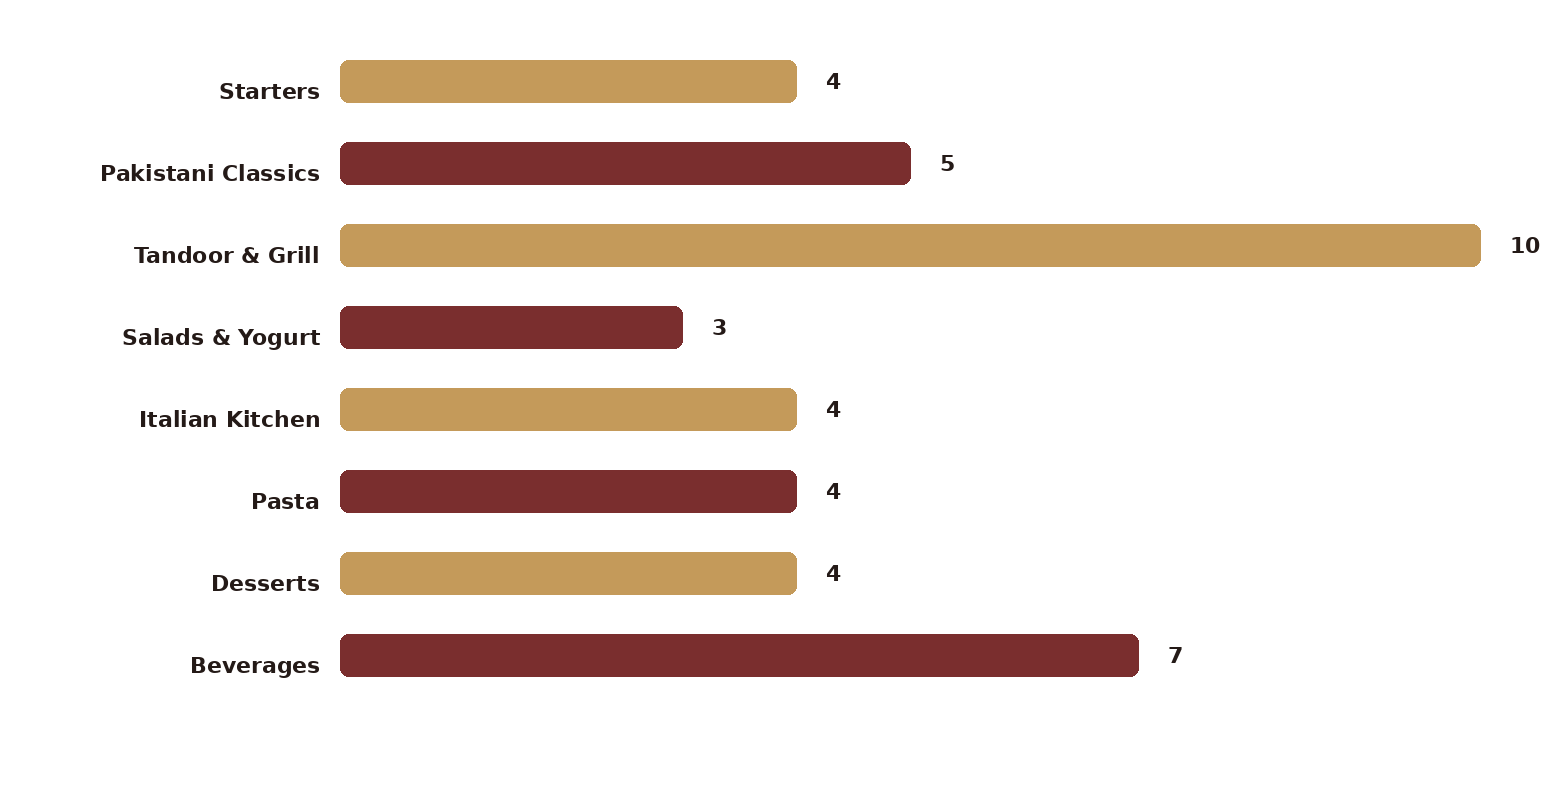 Starters 4
Pakistani Classics 5
Tandoor & Grill 10
Salads & Yogurt 3
Italian Kitchen 4
Pasta 4
Desserts 4
Beverages 7